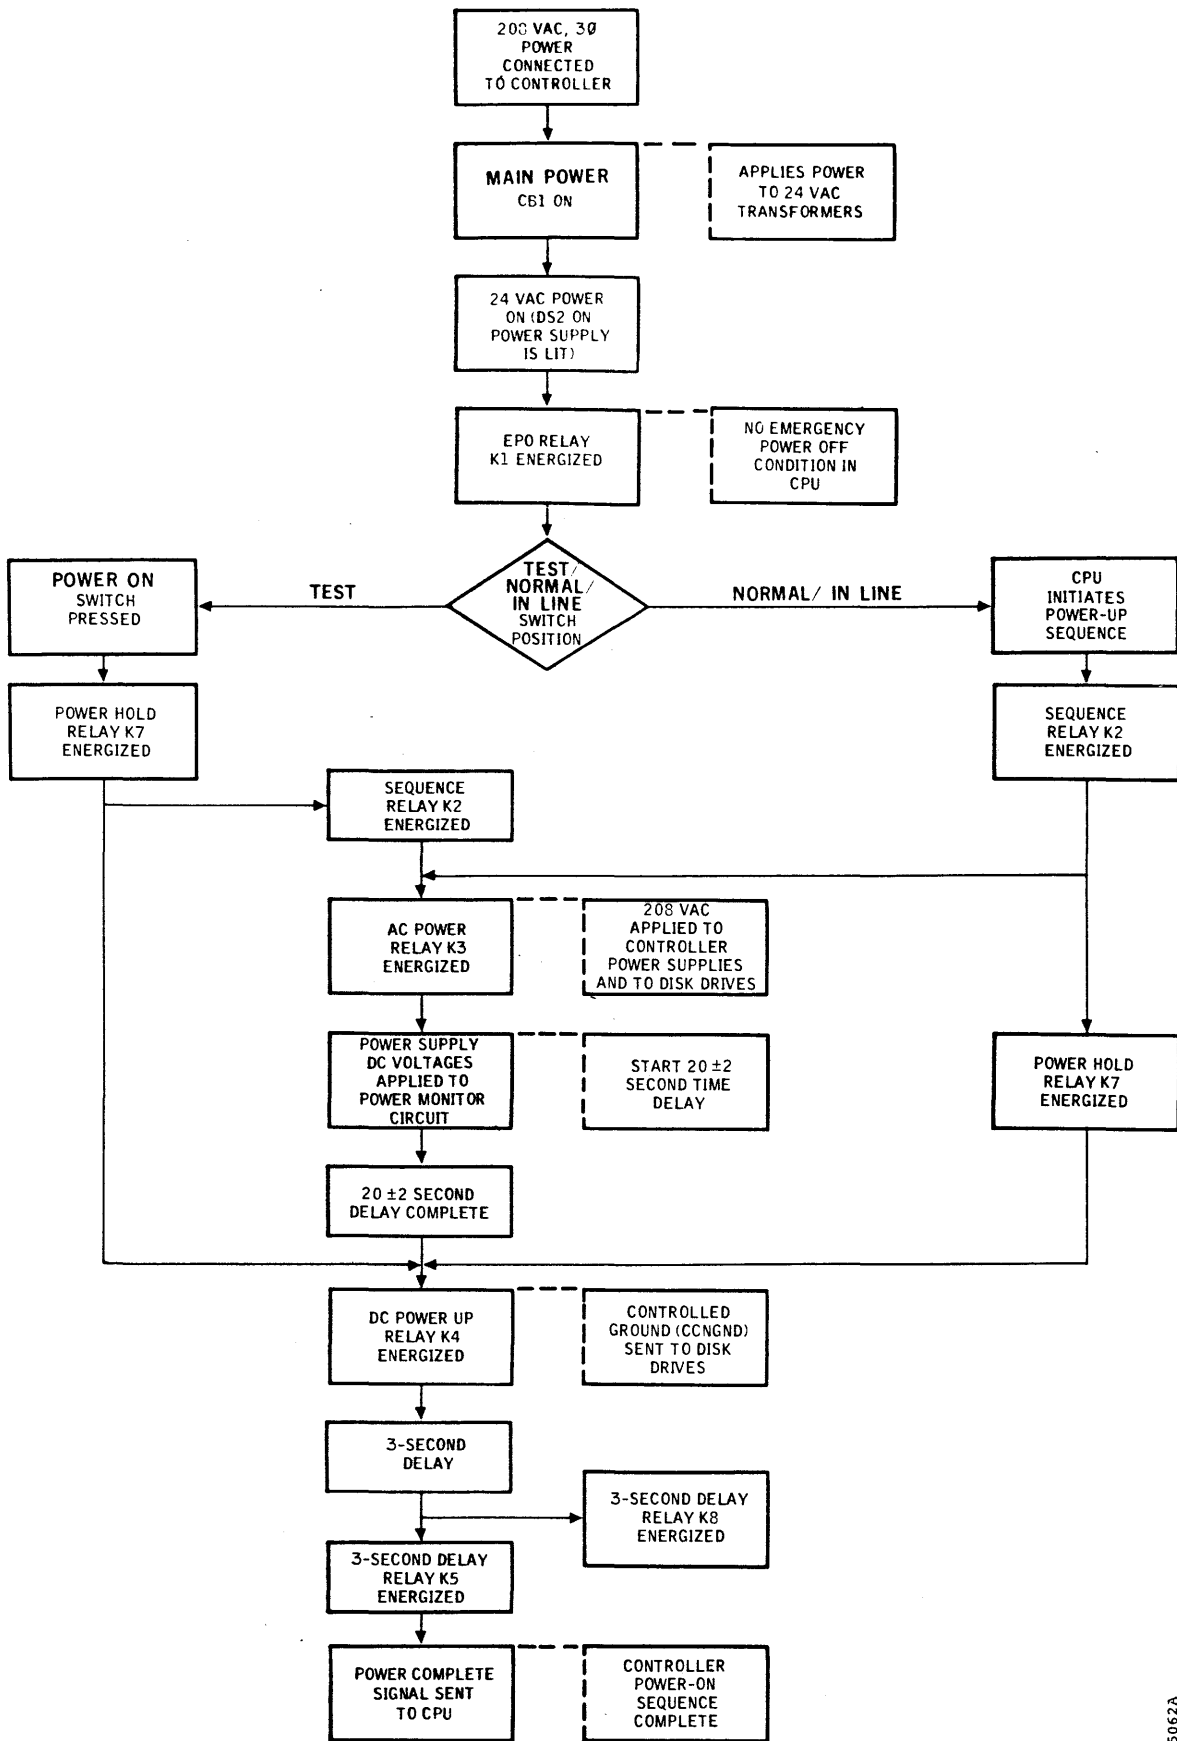 208 VAC, 3Ø
POWER
CONNECTED
TO CONTROLLER
MAIN POWER
CB1 ON
APPLIES POWER
TO 24 VAC
TRANSFORMERS
24 VAC POWER
ON (DS2 ON
POWER SUPPLY
IS LIT)
EPO RELAY
K1 ENERGIZED
NO EMERGENCY
POWER OFF
CONDITION IN
CPU
TEST/
NORMAL/
IN LINE
SWITCH
POSITION
TEST
NORMAL/ IN LINE
POWER ON
SWITCH
PRESSED
CPU
INITIATES
POWER-UP
SEQUENCE
POWER HOLD
RELAY K7
ENERGIZED
SEQUENCE
RELAY K2
ENERGIZED
SEQUENCE
RELAY K2
ENERGIZED
AC POWER
RELAY K3
ENERGIZED
208 VAC
APPLIED TO
CONTROLLER
POWER SUPPLIES
AND TO DISK DRIVES
POWER SUPPLY
DC VOLTAGES
APPLIED TO
POWER MONITOR
CIRCUIT
START 20 ±2
SECOND TIME
DELAY
POWER HOLD
RELAY K7
ENERGIZED
20 ±2 SECOND
DELAY COMPLETE
DC POWER UP
RELAY K4
ENERGIZED
CONTROLLED
GROUND (CCNGND)
SENT TO DISK
DRIVES
3-SECOND
DELAY
3-SECOND DELAY
RELAY K8
ENERGIZED
3-SECOND DELAY
RELAY K5
ENERGIZED
POWER COMPLETE
SIGNAL SENT
TO CPU
CONTROLLER
POWER-ON
SEQUENCE
COMPLETE
5062A